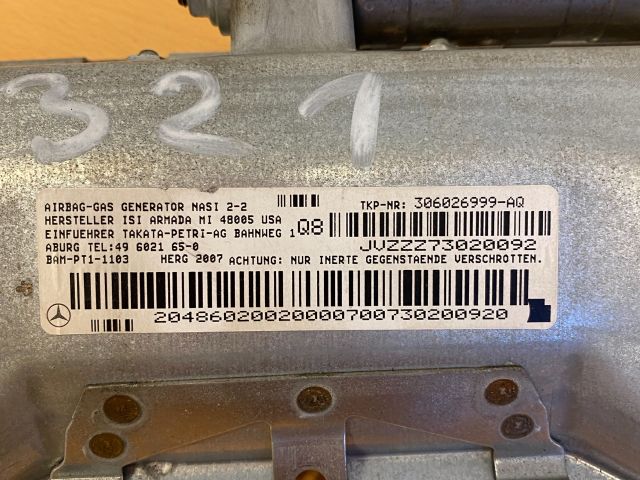 321
AIRBAG-GAS GENERATOR NASI 2-2
HERSTELLER ISI ARMADA MI 48005 USA
EINFUEHRER TAKATA-PETRI-AG BAHNWEG 1
ABURG TEL:49 6021 65-0
BAM-PT1-1103 HERG 2007 ACHTUNG: NUR INERTE GEGENSTAENDE VERSCHROTTEN.
Q8
TKP-NR: 306026999-AQ
JVZZZ73020092
20486020020000700730200920